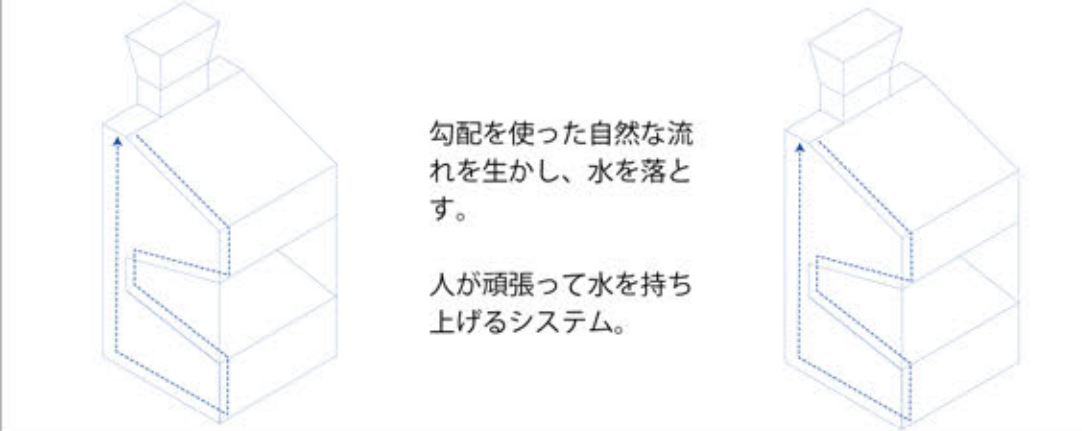 勾配を使った自然な流
れを生かし、水を落と
す。
人が頑張って水を持ち
上げるシステム。